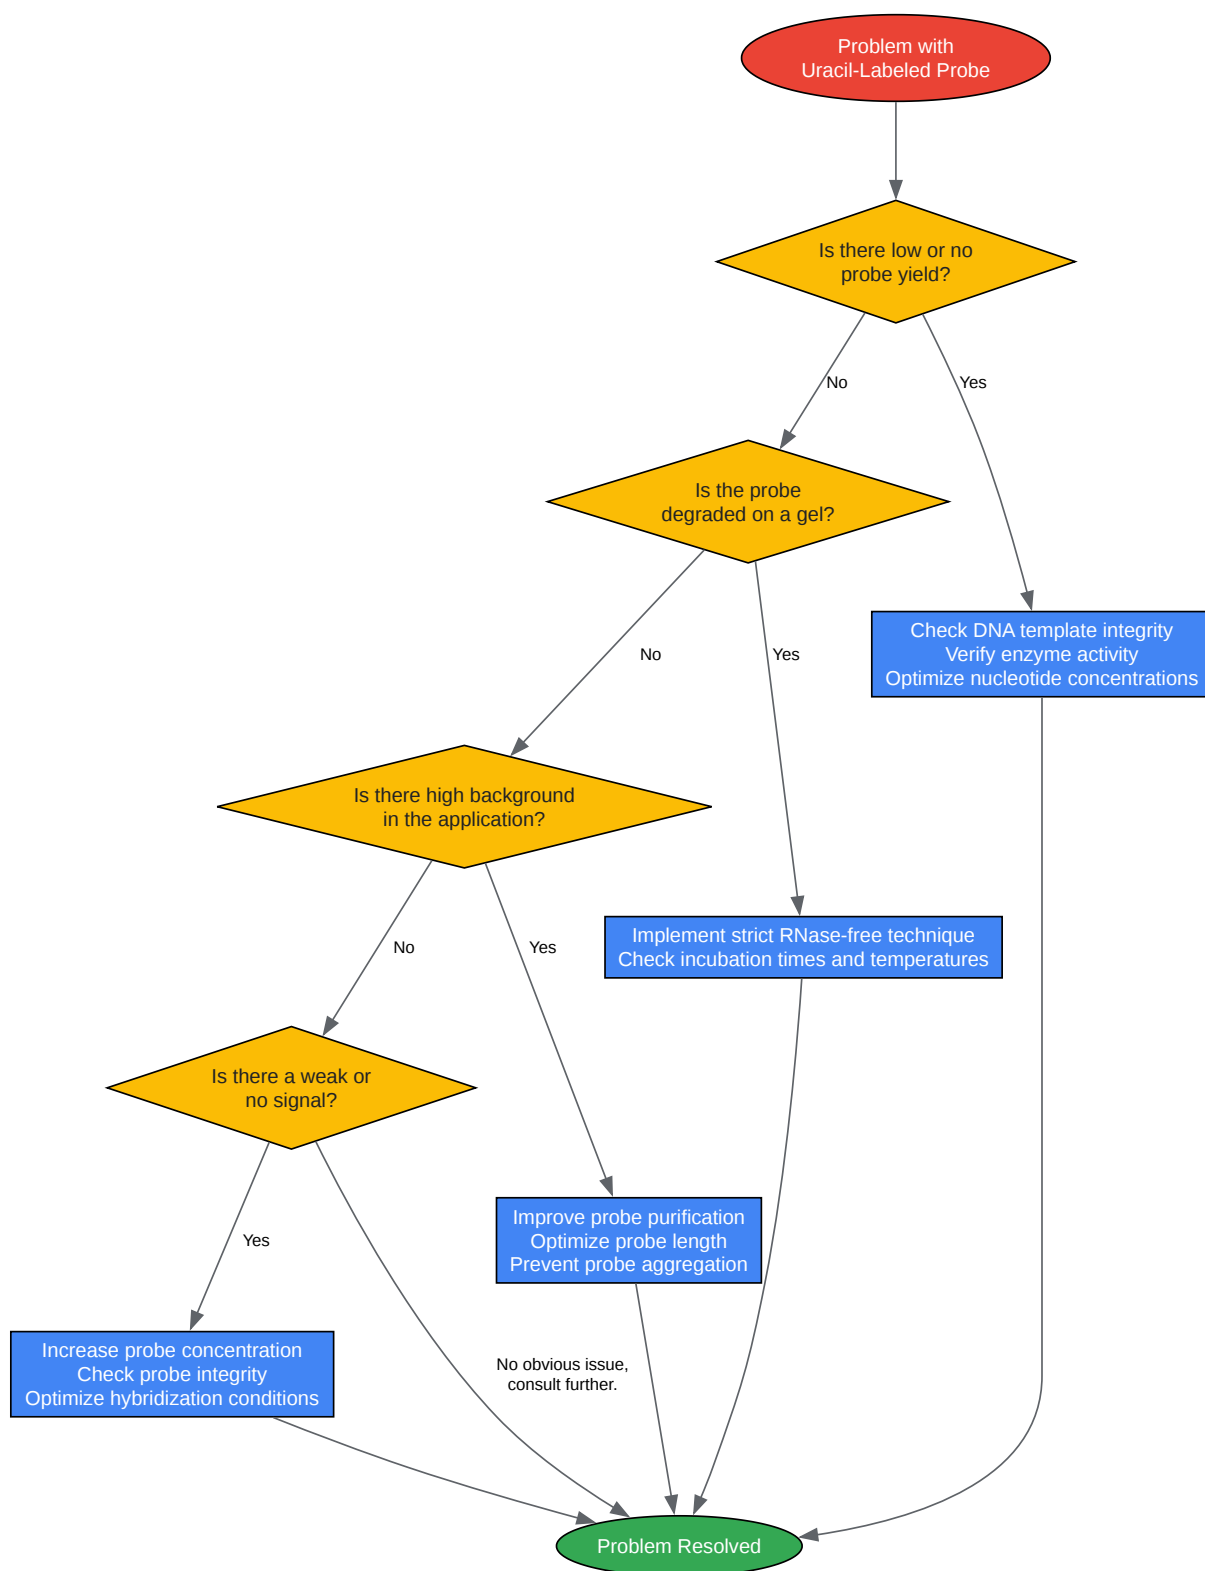 Problem with
Uracil-Labeled Probe
Is there low or no
probe yield?
No
Yes
Is the probe
degraded on a gel?
No
Yes
Check DNA template integrity
Verify enzyme activity
Optimize nucleotide concentrations
Is there high background
in the application?
No
Yes
Implement strict RNase-free technique
Check incubation times and temperatures
Is there a weak or
no signal?
Yes
Improve probe purification
Optimize probe length
Prevent probe aggregation
Increase probe concentration
Check probe integrity
Optimize hybridization conditions
No obvious issue,
consult further.
Problem Resolved